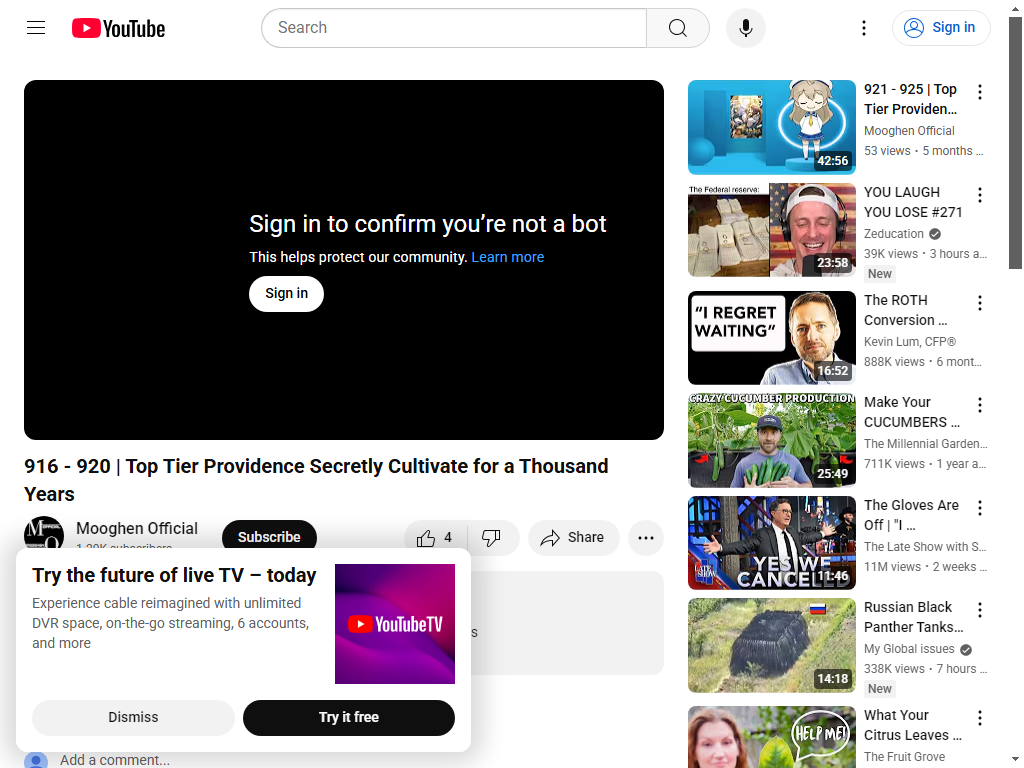 YouTube
Search
Sign in
Sign in to confirm you're not a bot
This helps protect our community. Learn more
Sign in
916 - 920 | Top Tier Providence Secretly Cultivate for a Thousand
Years
Mooghen Official
Subscribe
4
Share
Try the future of live TV – today
Experience cable reimagined with unlimited
DVR space, on-the-go streaming, 6 accounts,
and more
YouTubeTV
Dismiss
Try it free
Add a comment...
42:56
921 - 925 | Top
Tier Providen...
Mooghen Official
53 views • 5 months ...
The Federal reserve:
23:58
YOU LAUGH
YOU LOSE #271
Zeducation
39K views • 3 hours a...
New
"I REGRET
WAITING"
16:52
The ROTH
Conversion ...
Kevin Lum, CFP®
888K views • 6 mont...
CRAZY CUCUMBER PRODUCTION
25:49
Make Your
CUCUMBERS ...
The Millennial Garden...
711K views • 1 year a...
LATE SHOW
YES WE
CANCELLED
11:46
The Gloves Are
Off | "I ...
The Late Show with S...
11M views • 2 weeks ...
14:18
Russian Black
Panther Tanks...
My Global issues
338K views • 7 hours ...
New
HELP ME!
What Your
Citrus Leaves ...
The Fruit Grove